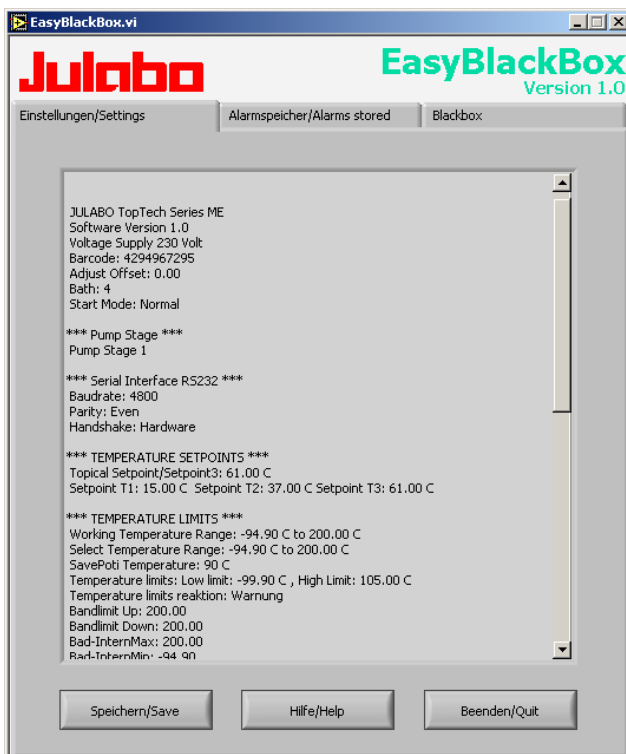 EasyBlackBox.vi
Julabo
EasyBlackBox
Version 1.0
Einstellungen/Settings
Alarmspeicher/Alarms stored
Blackbox
JULABO TopTech Series ME
Software Version 1.0
Voltage Supply 230 Volt
Barcode: 4294967295
Adjust Offset: 0.00
Bath: 4
Start Mode: Normal
*** Pump Stage ***
Pump Stage 1
*** Serial Interface RS232 ***
Baudrate: 4800
Parity: Even
Handshake: Hardware
*** TEMPERATURE SETPOINTS ***
Topical Setpoint/Setpoint3: 61.00 C
Setpoint T1: 15.00 C Setpoint T2: 37.00 C Setpoint T3: 61.00 C
*** TEMPERATURE LIMITS ***
Working Temperature Range: -94.90 C to 200.00 C
Select Temperature Range: -94.90 C to 200.00 C
SavePoti Temperature: 90 C
Temperature limits: Low limit: -99.90 C , High Limit: 105.00 C
Temperature limits reaktion: Warnung
Bandlimit Up: 200.00
Bandlimit Down: 200.00
Bad-InternMax: 200.00
Bad-InternMin: -94.90
Speichern/Save
Hilfe/Help
Beenden/Quit